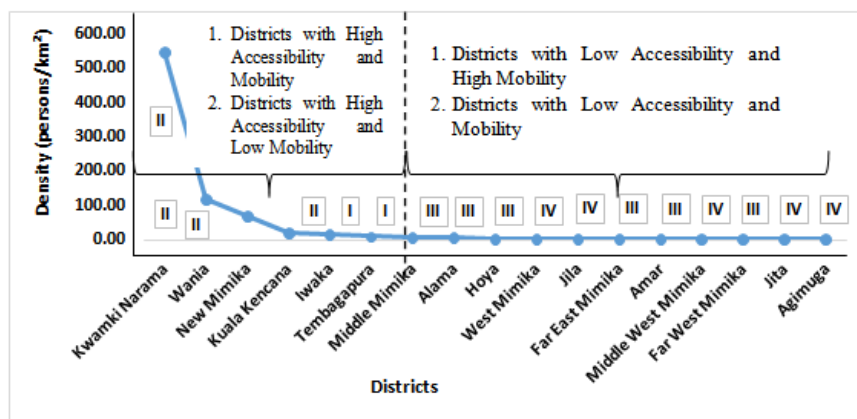 600.00
500.00
400.00
300.00
200.00
100.00
0.00
Density (persons/km²)
1. Districts with High
Accessibility and
Mobility
2. Districts with High
Accessibility and
Low Mobility
1. Districts with Low Accessibility and
High Mobility
2. Districts with Low Accessibility and
Mobility
II
II
II
II
I
I
III
III
III
IV
IV
III
III
IV
III
IV
IV
Kwamki Narama
Wania
New Mimika
Kuala Kencana
Iwaka
Tembagapura
Middle Mimika
Alama
Hoya
West Mimika
Jila
Far East Mimika
Amar
Middle West Mimika
Far West Mimika
Jita
Agimuga
Districts